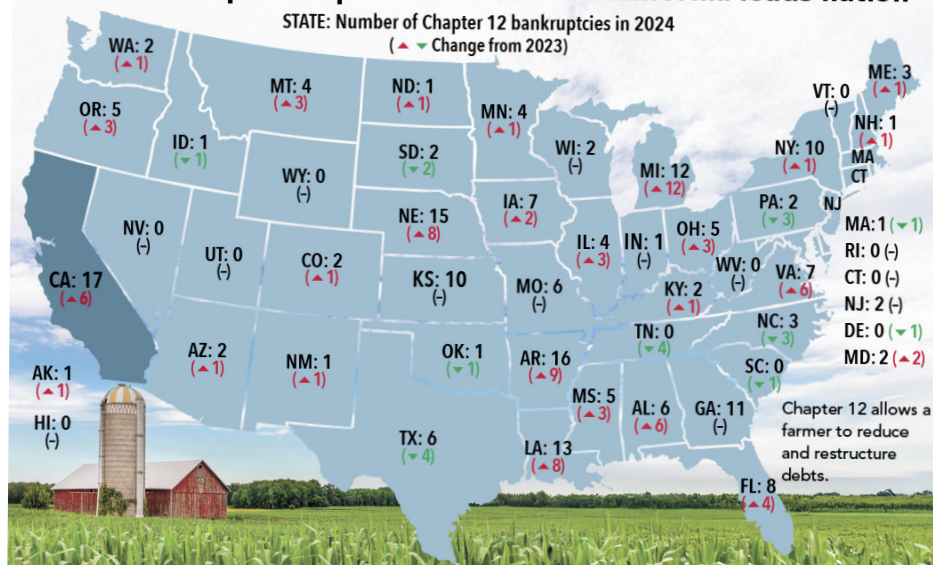 STATE: Number of Chapter 12 bankruptcies in 2024
(▲ ▼ Change from 2023)
WA: 2
(▲ 1)
OR: 5
(▲ 3)
ID: 1
(▼ 1)
MT: 4
(▲ 3)
ND: 1
(▲ 1)
MN: 4
(▲ 1)
SD: 2
(▼ 2)
WI: 2
(-)
MI: 12
(▲ 12)
VT: 0
(-)
ME: 3
(▲ 1)
NH: 1
(▲ 1)
NY: 10
(▲ 1)
MA
CT
WY: 0
(-)
NV: 0
(-)
UT: 0
(-)
CO: 2
(▲ 1)
NE: 15
(▲ 8)
IA: 7
(▲ 2)
IL: 4
(▲ 3)
IN: 1
(-)
OH: 5
(▲ 3)
PA: 2
(▼ 3)
NJ
MA: 1 (▼ 1)
RI: 0 (-)
CT: 0 (-)
NJ: 2 (-)
DE: 0 (▼ 1)
MD: 2 (▲ 2)
CA: 17
(▲ 6)
KS: 10
(-)
MO: 6
(-)
KY: 2
(▲ 1)
WV: 0
(-)
VA: 7
(▲ 6)
NC: 3
(▼ 3)
TN: 0
(▼ 4)
SC: 0
(▼ 1)
AZ: 2
(▲ 1)
NM: 1
(▲ 1)
OK: 1
(▼ 1)
AR: 16
(▲ 9)
MS: 5
(▲ 3)
AL: 6
(▲ 6)
GA: 11
(-)
AK: 1
(▲ 1)
HI: 0
(-)
TX: 6
(▼ 4)
LA: 13
(▲ 8)
FL: 8
(▲ 4)
Chapter 12 allows a
farmer to reduce
and restructure
debts.